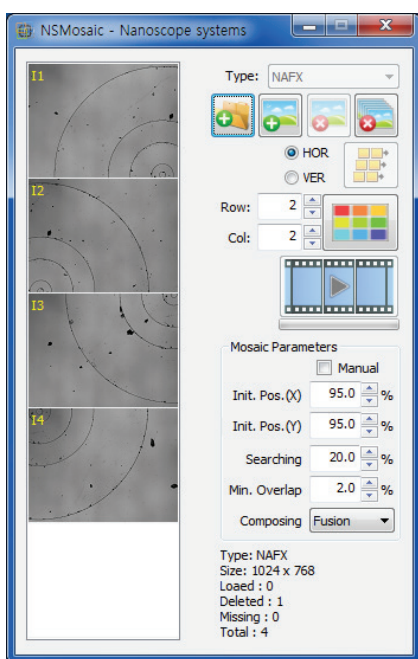 NSMosaic - Nanoscope systems
I1
I2
I3
I4
Type: NAFX
HOR
VER
Row: 2
Col: 2
Mosaic Parameters
Manual
Init. Pos.(X) 95.0 %
Init. Pos.(Y) 95.0 %
Searching 20.0 %
Min. Overlap 2.0 %
Composing Fusion
Type: NAFX
Size: 1024 x 768
Loaed : 0
Deleted : 1
Missing : 0
Total : 4